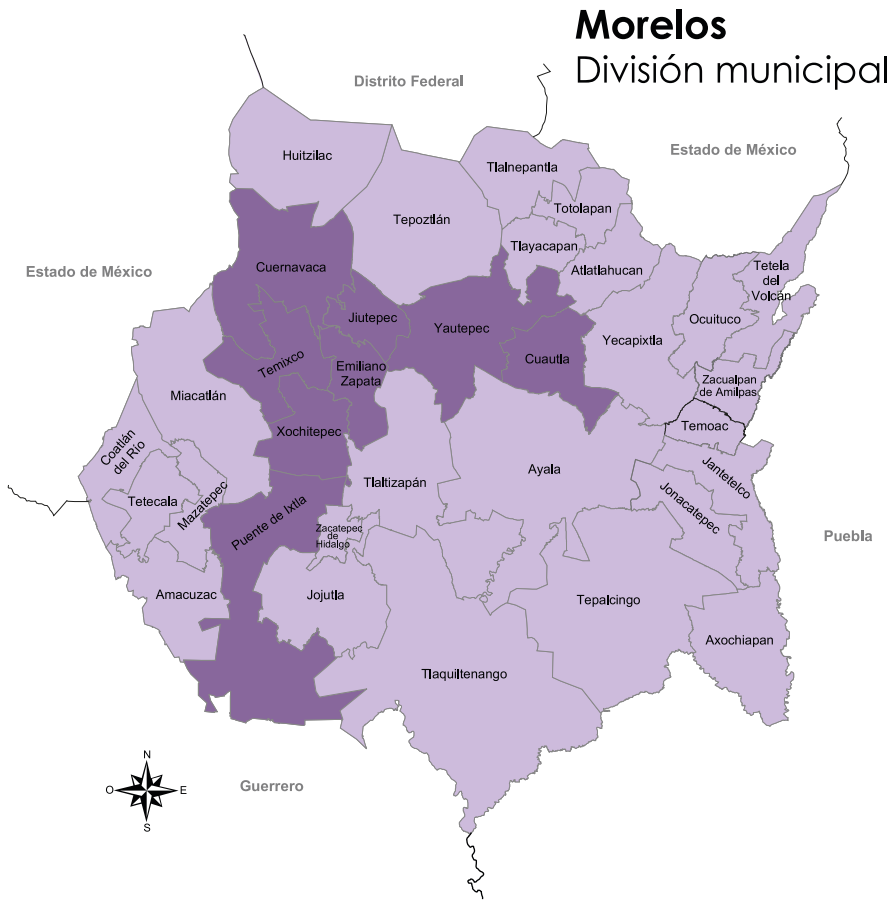 Morelos
División municipal
Distrito Federal
Estado de México
Huitzilac
Tlalnepantla
Totolapan
Tepoztlán
Tlayacapan
Estado de México
Cuernavaca
Atlatlahucan
Tetela
del
Volcán
Jiutepec
Yautepec
Ocuituco
Yecapixtla
Cuautla
Temixco
Emiliano
Zapata
Zacualpan
de Amilpas
Miacatlán
Xochitepec
Temoac
Coatlán
del Río
Jantetelco
Ayala
Tlaltizapán
Tetecala
Mazatepec
Jonacatepec
Puente de Ixtla
Zacatepec
de
Hidalgo
Puebla
Amacuzac
Jojutla
Tepalcingo
Axochiapan
Tlaquiltenango
Guerrero
N
O
E
S